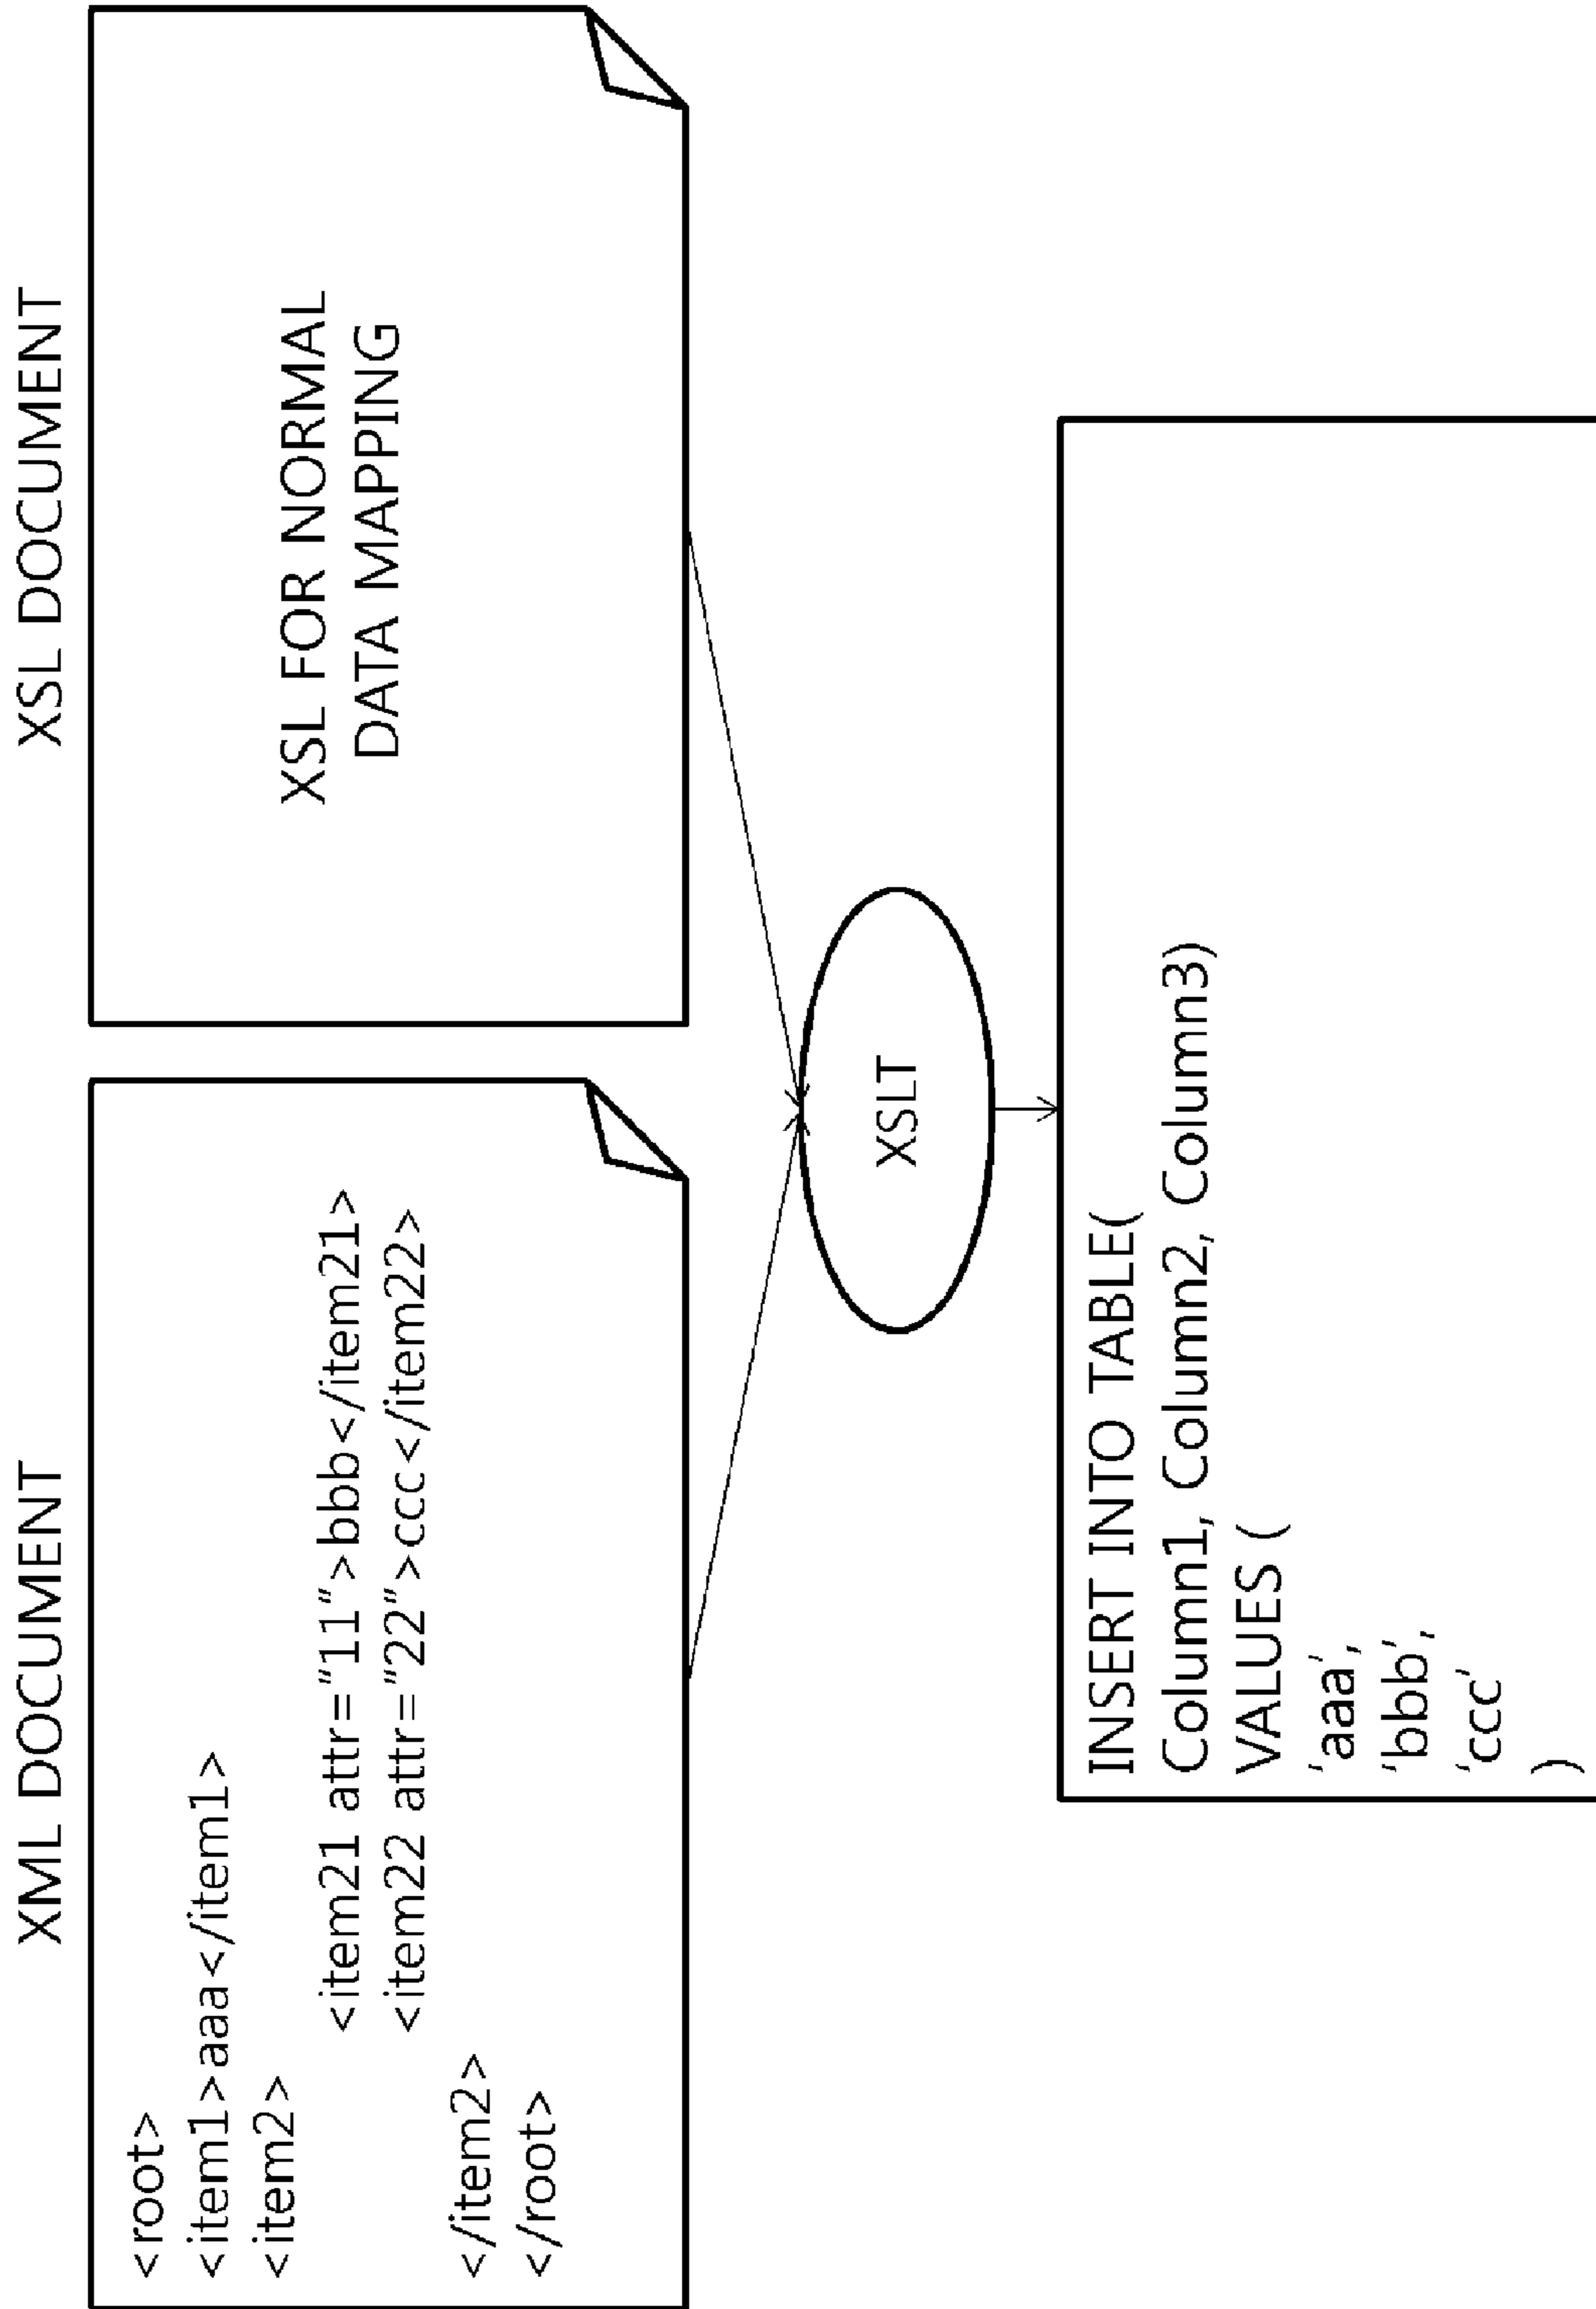 XML DOCUMENT
<root>
<item1>aaa</item1>
<item2>
<item21 attr="11">bbb</item21>
<item22 attr="22">ccc</item22>
</item2>
</root>
XSL DOCUMENT
XSL FOR NORMAL
DATA MAPPING
XSLT
INSERT INTO TABLE(
Column1, Column2, Column3)
VALUES (
'aaa',
'bbb',
'ccc'
)